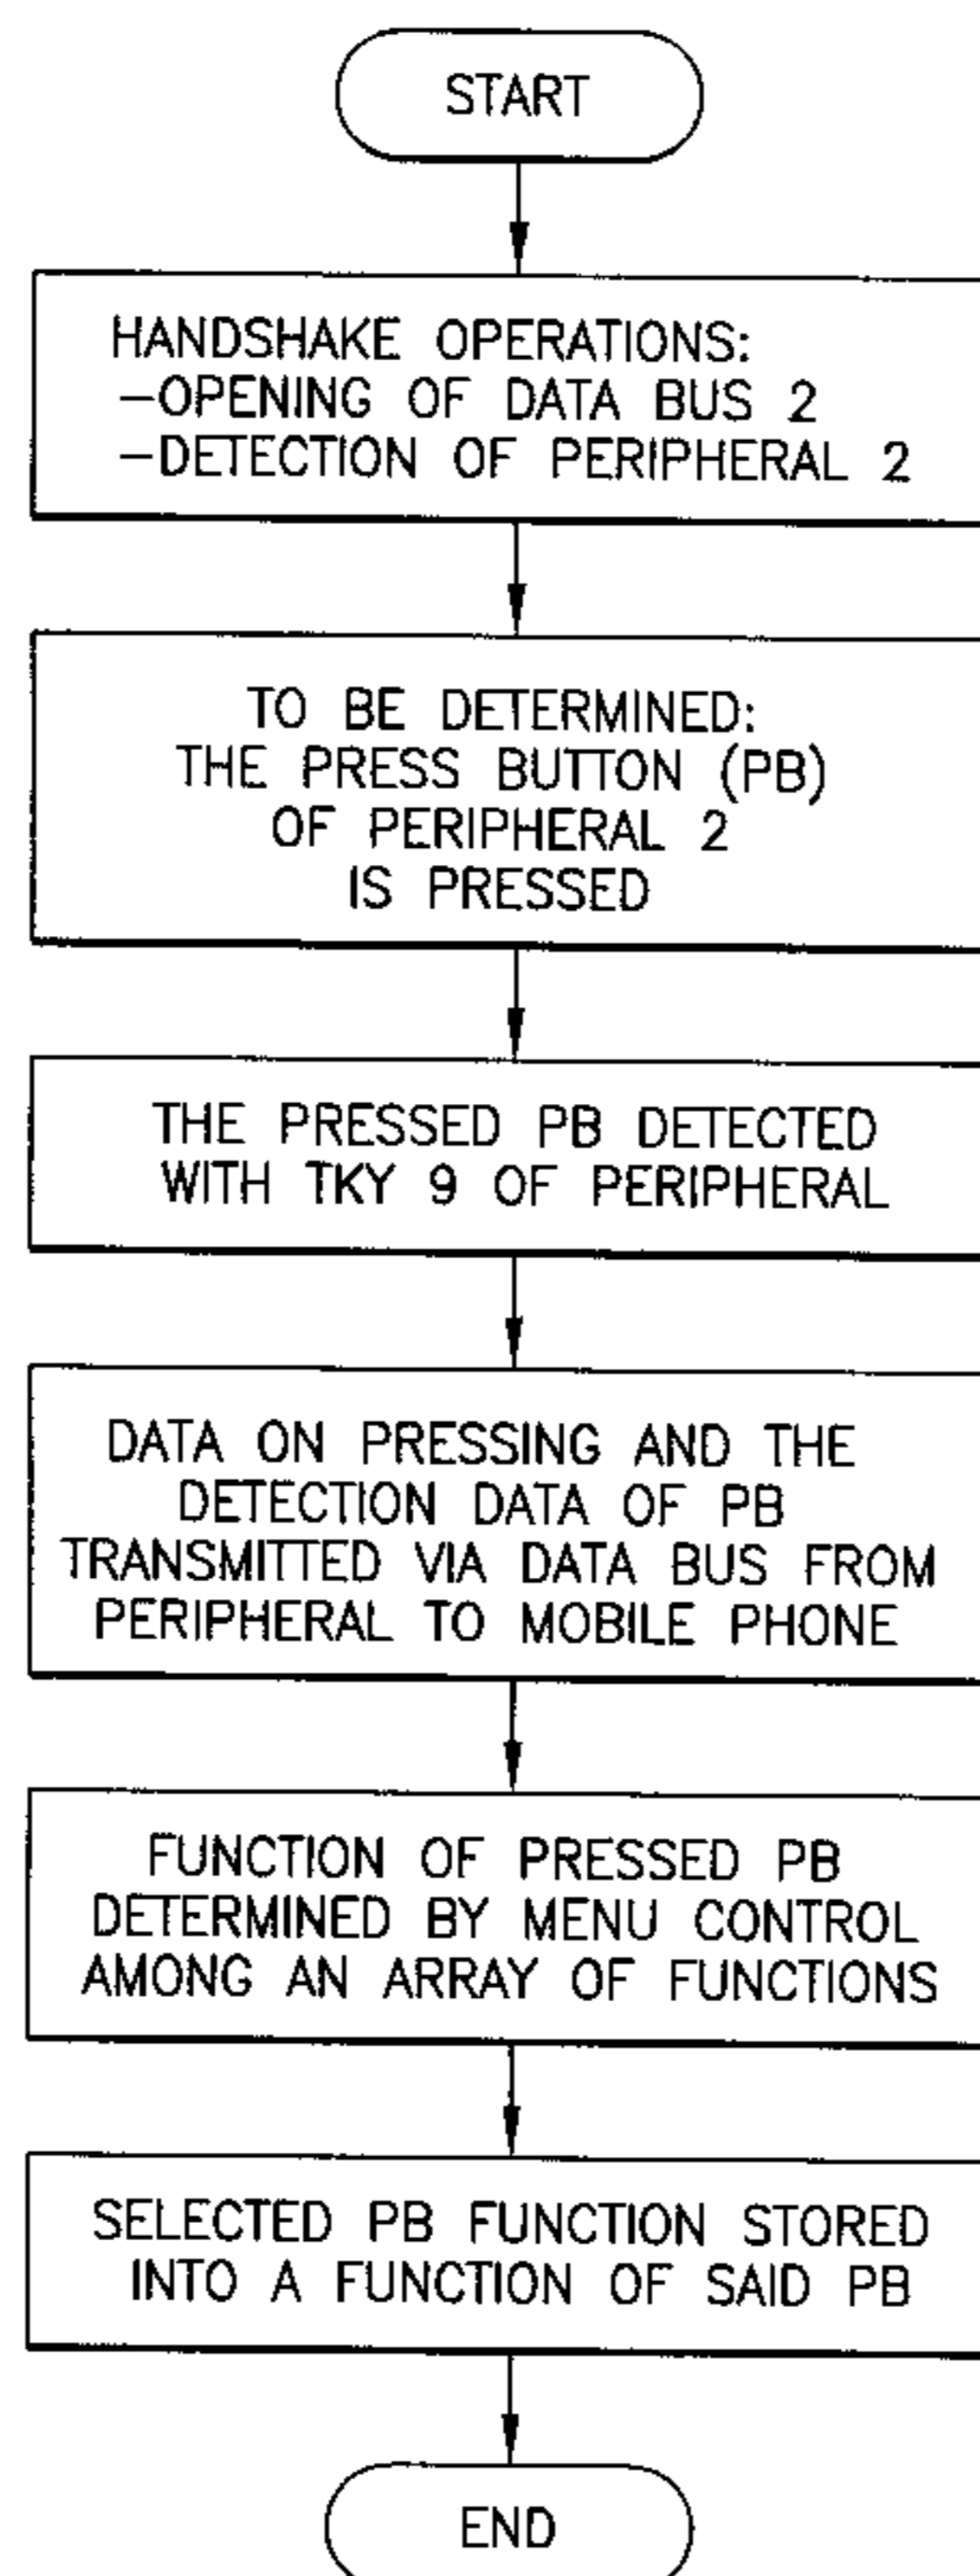 START
HANDSHAKE OPERATIONS:
-OPENING OF DATA BUS 2
-DETECTION OF PERIPHERAL 2
TO BE DETERMINED:
THE PRESS BUTTON (PB)
OF PERIPHERAL 2
IS PRESSED
THE PRESSED PB DETECTED
WITH TKY 9 OF PERIPHERAL
DATA ON PRESSING AND THE
DETECTION DATA OF PB
TRANSMITTED VIA DATA BUS FROM
PERIPHERAL TO MOBILE PHONE
FUNCTION OF PRESSED PB
DETERMINED BY MENU CONTROL
AMONG AN ARRAY OF FUNCTIONS
SELECTED PB FUNCTION STORED
INTO A FUNCTION OF SAID PB
END